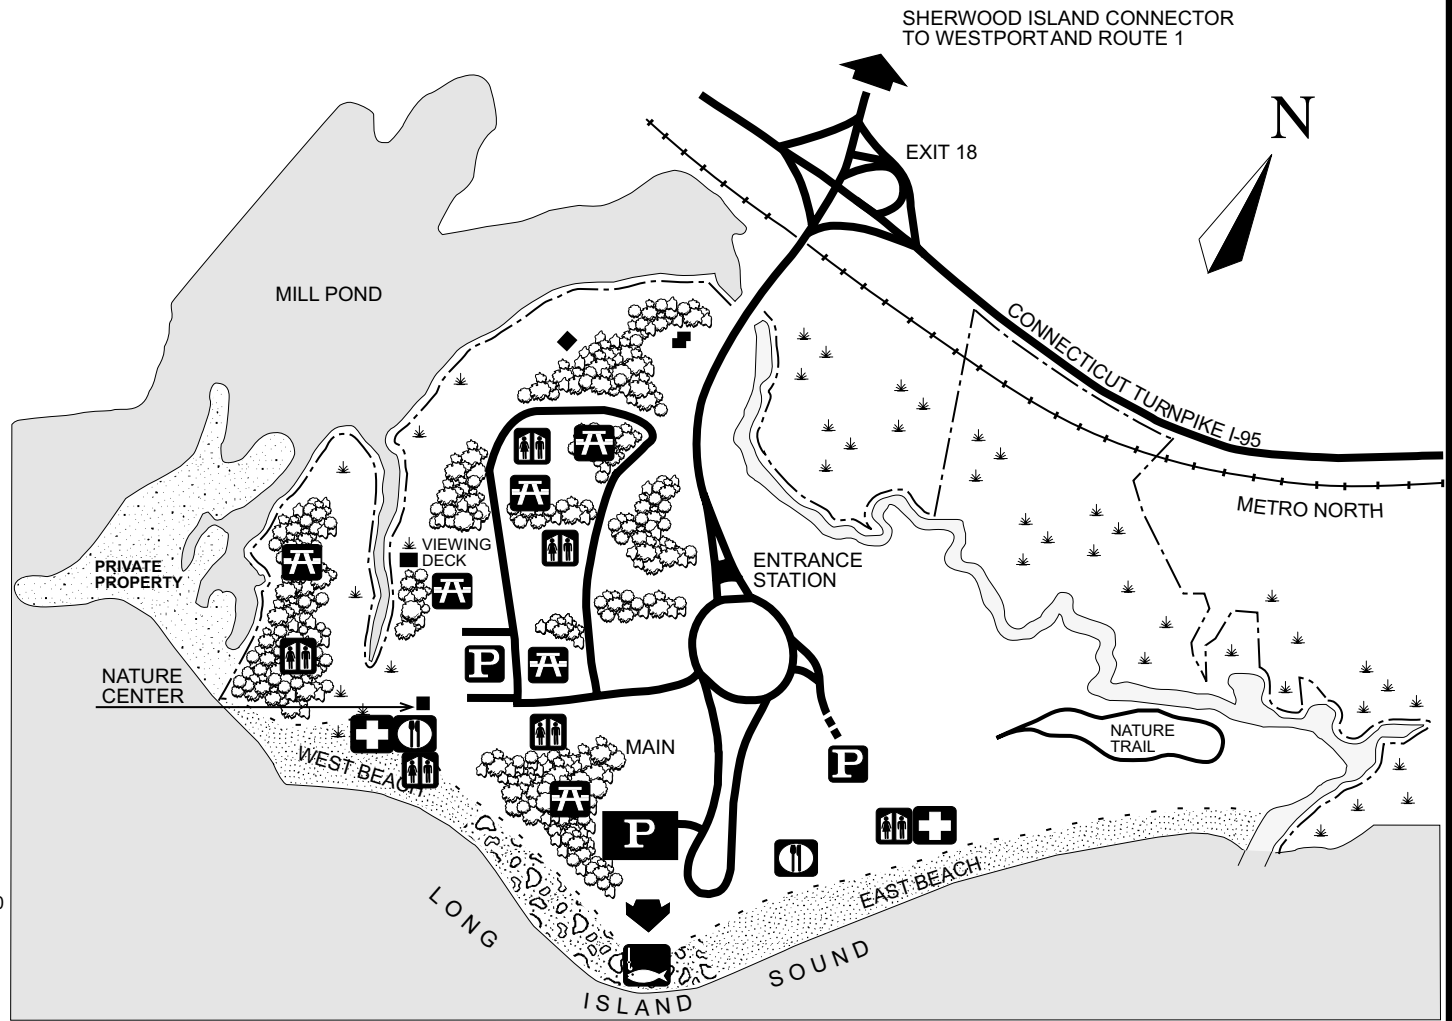 SHERWOOD ISLAND CONNECTOR
TO WESTPORT AND ROUTE 1
N
EXIT 18
MILL POND
CONNECTICUT TURNPIKE I-95
METRO NORTH
VIEWING
DECK
ENTRANCE
STATION
PRIVATE
PROPERTY
P
NATURE
CENTER
NATURE
TRAIL
MAIN
WEST BEACH
P
P
EAST BEACH
LONG
ISLAND
SOUND